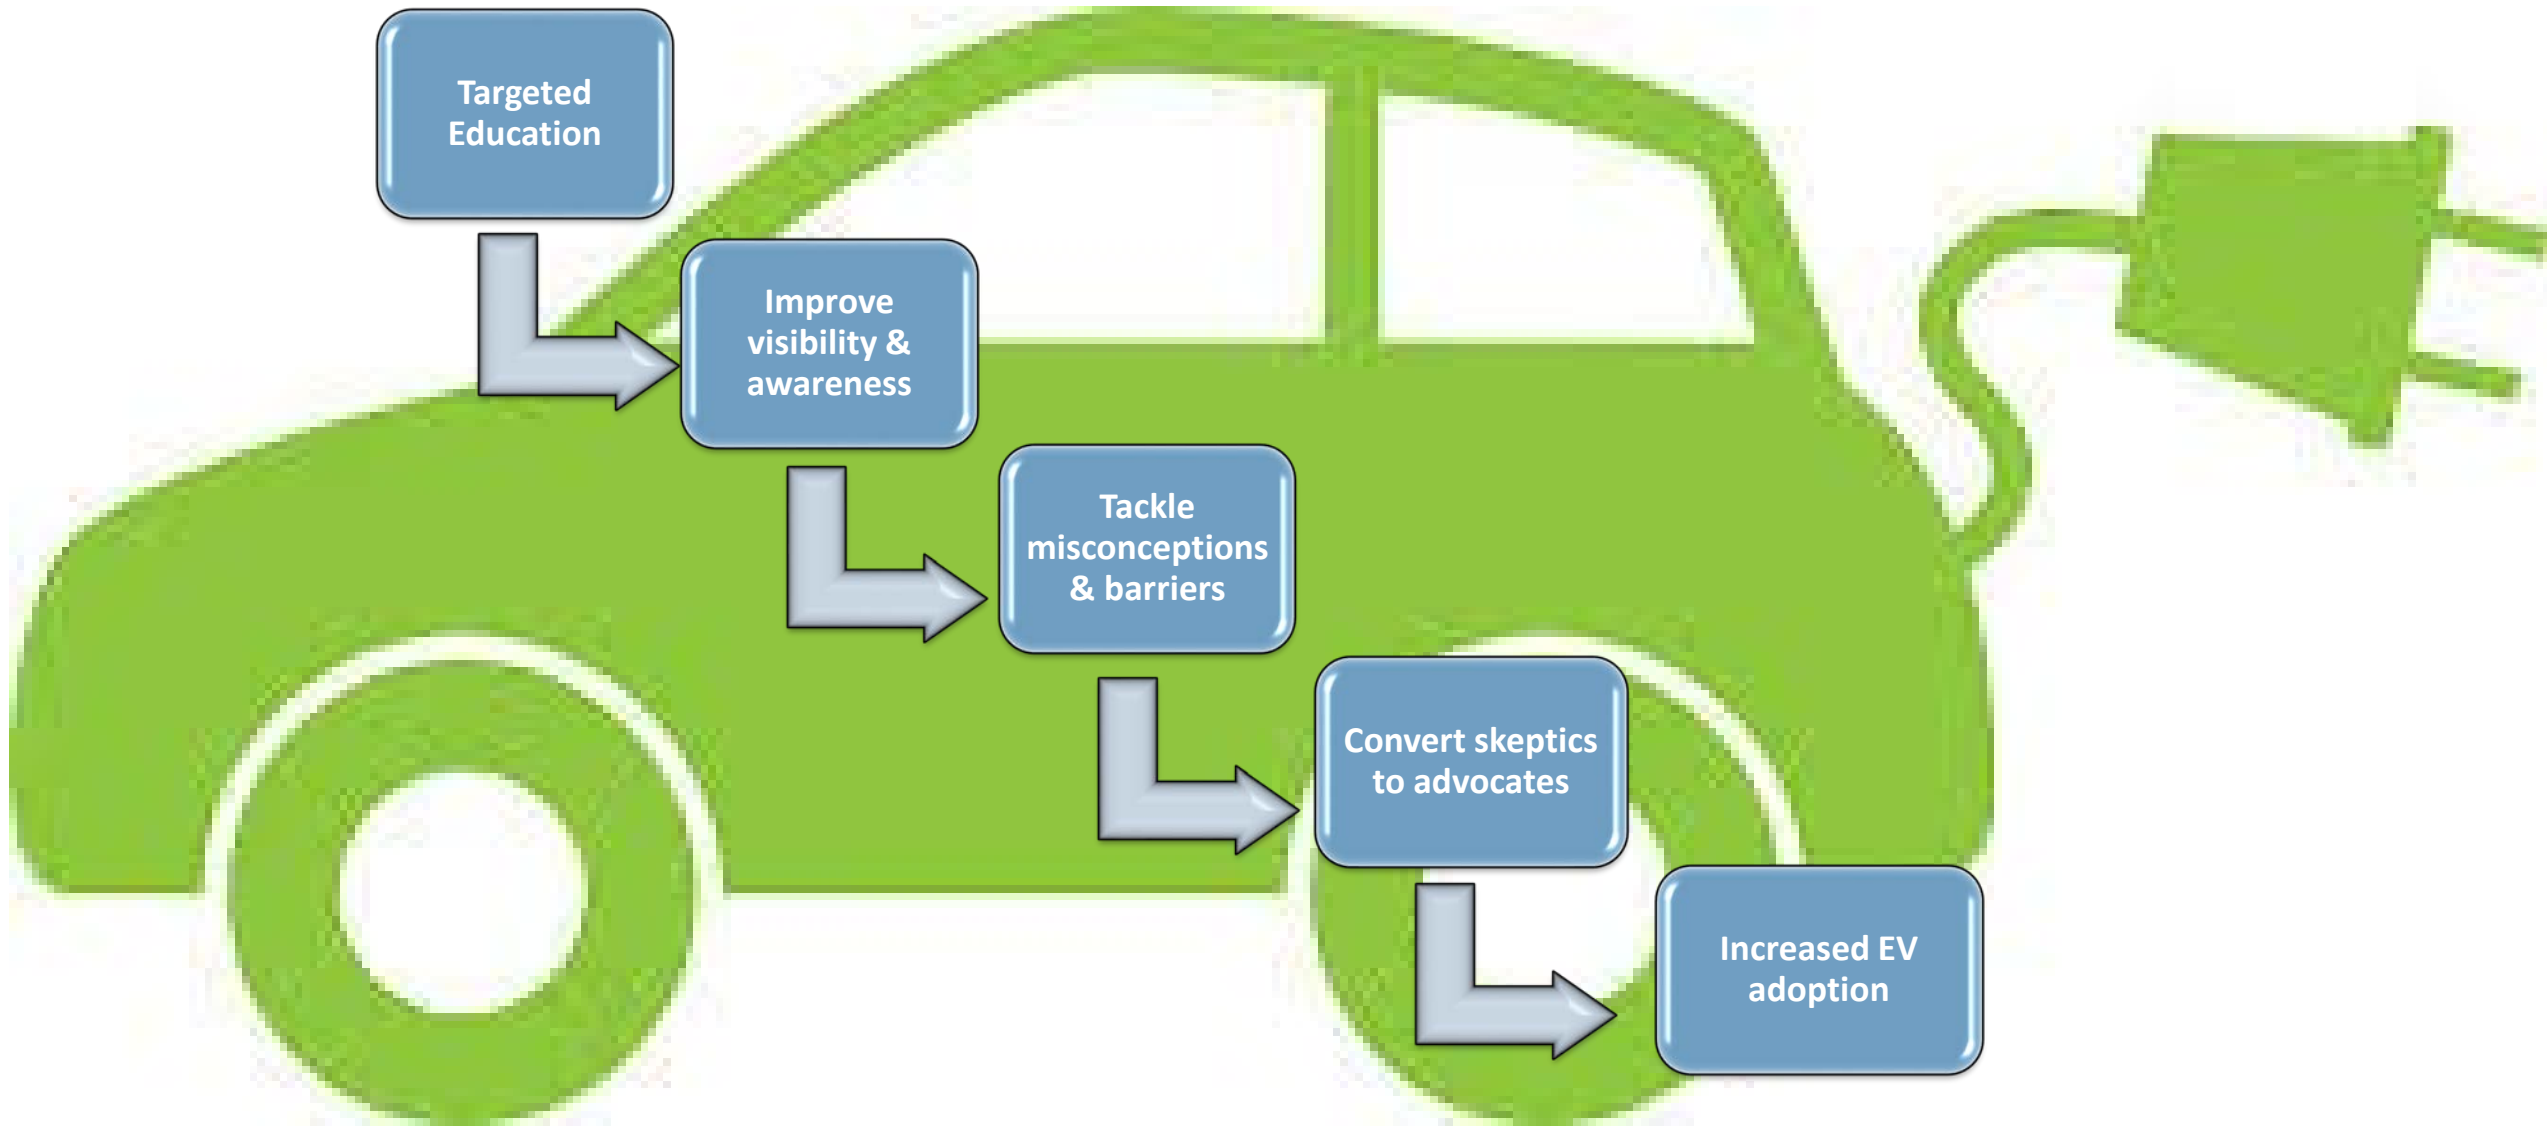 Targeted
Education
Improve
visibility &
awareness
Tackle
misconceptions
& barriers
Convert skeptics
to advocates
Increased EV
adoption